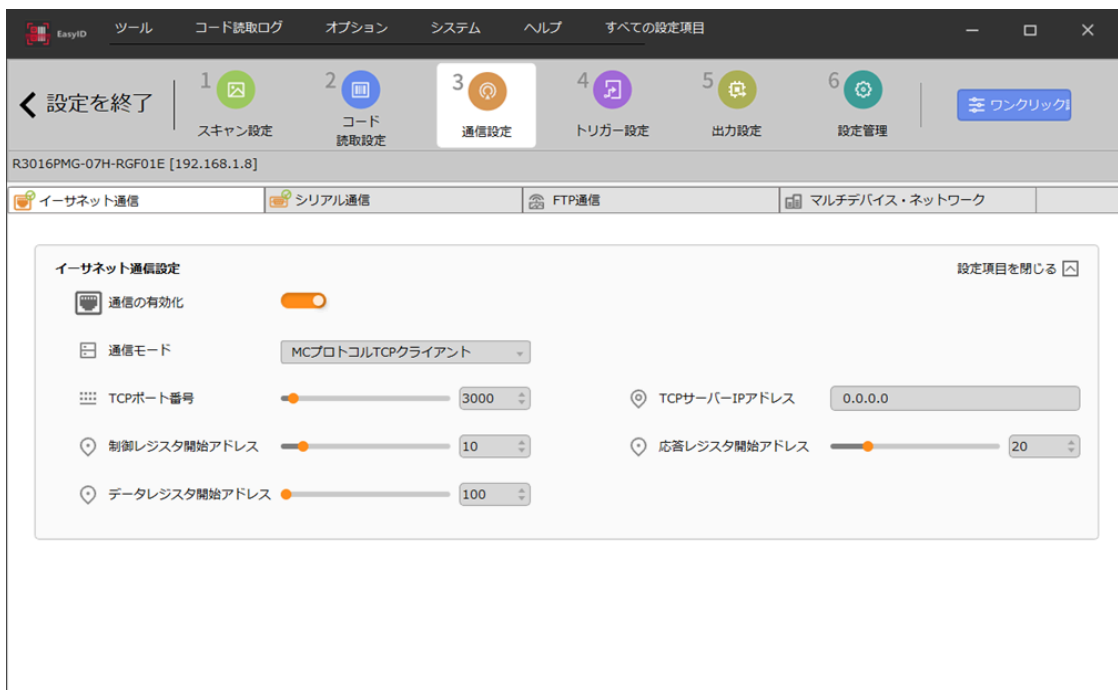 EasyID ツール コード読取ログ オプション システム ヘルプ すべての設定項目
設定を終了
1 スキャン設定
2 コード
読取設定
3 通信設定
4 トリガー設定
5 出力設定
6 設定管理
ワンクリック
R3016PMG-07H-RGF01E [192.168.1.8]
イーサネット通信 シリアル通信 FTP通信 マルチデバイス・ネットワーク
イーサネット通信設定 設定項目を閉じる
通信の有効化
通信モード MCプロトコルTCPクライアント
TCPポート番号 3000 TCPサーバーIPアドレス 0.0.0.0
制御レジスタ開始アドレス 10 応答レジスタ開始アドレス 20
データレジスタ開始アドレス 100